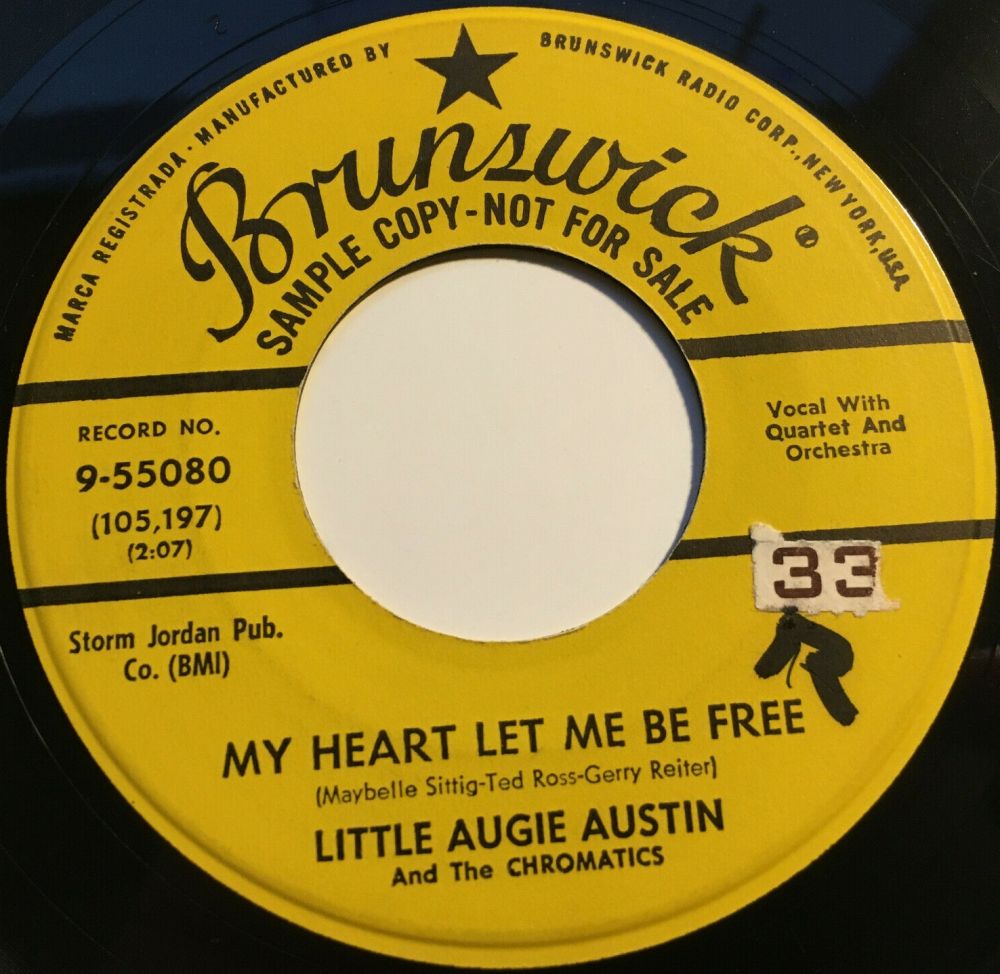 MARCA REGISTRADA · MANUFACTURED BY BRUNSWICK RADIO CORP., NEW YORK, USA
Brunswick®
SAMPLE COPY-NOT FOR SALE
RECORD NO.
9-55080
(105,197)
(2:07)
Vocal With
Quartet And
Orchestra
33
R
Storm Jordan Pub.
Co. (BMI)
MY HEART LET ME BE FREE
(Maybelle Sittig-Ted Ross-Gerry Reiter)
LITTLE AUGIE AUSTIN
And The CHROMATICS